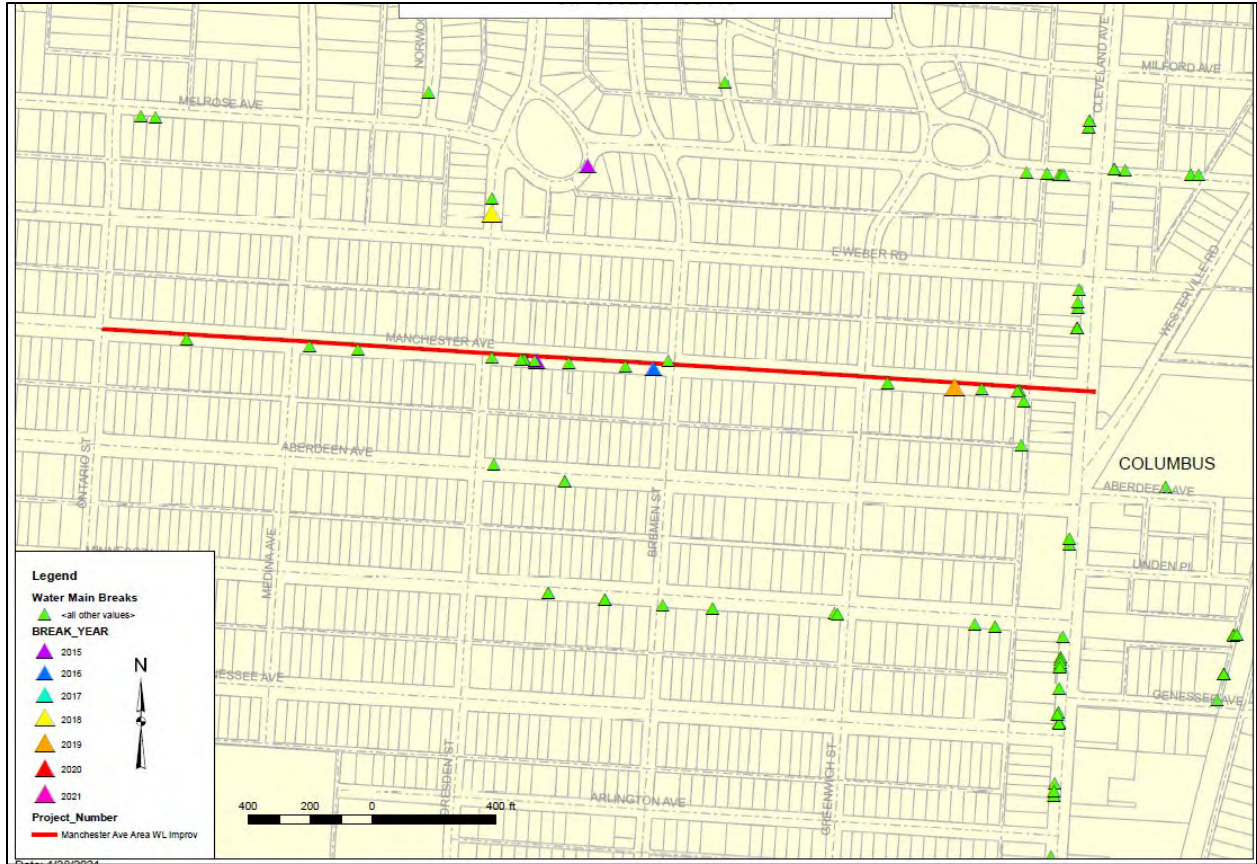 NORWOO
CLEVELAND AVE
MILFORD AVE
MELROSE AVE
E WEBER RD
WESTERVILLE RD
MANCHESTER AVE
ONTARIO ST
ABERDEEN AVE
COLUMBUS
ABERDEEN AVE
MEDINA AVE
BREMEN ST
LINDEN PL
NESSEE AVE
GENESSEE AVE
DRESDEN ST
GREENWICH ST
ARLINGTON AVE
Legend
Water Main Breaks
<all other values>
BREAK_YEAR
2015
2016
2017
2018
2019
2020
2021
N
Project_Number
Manchester Ave Area WL Improv
400 200 0 400 ft